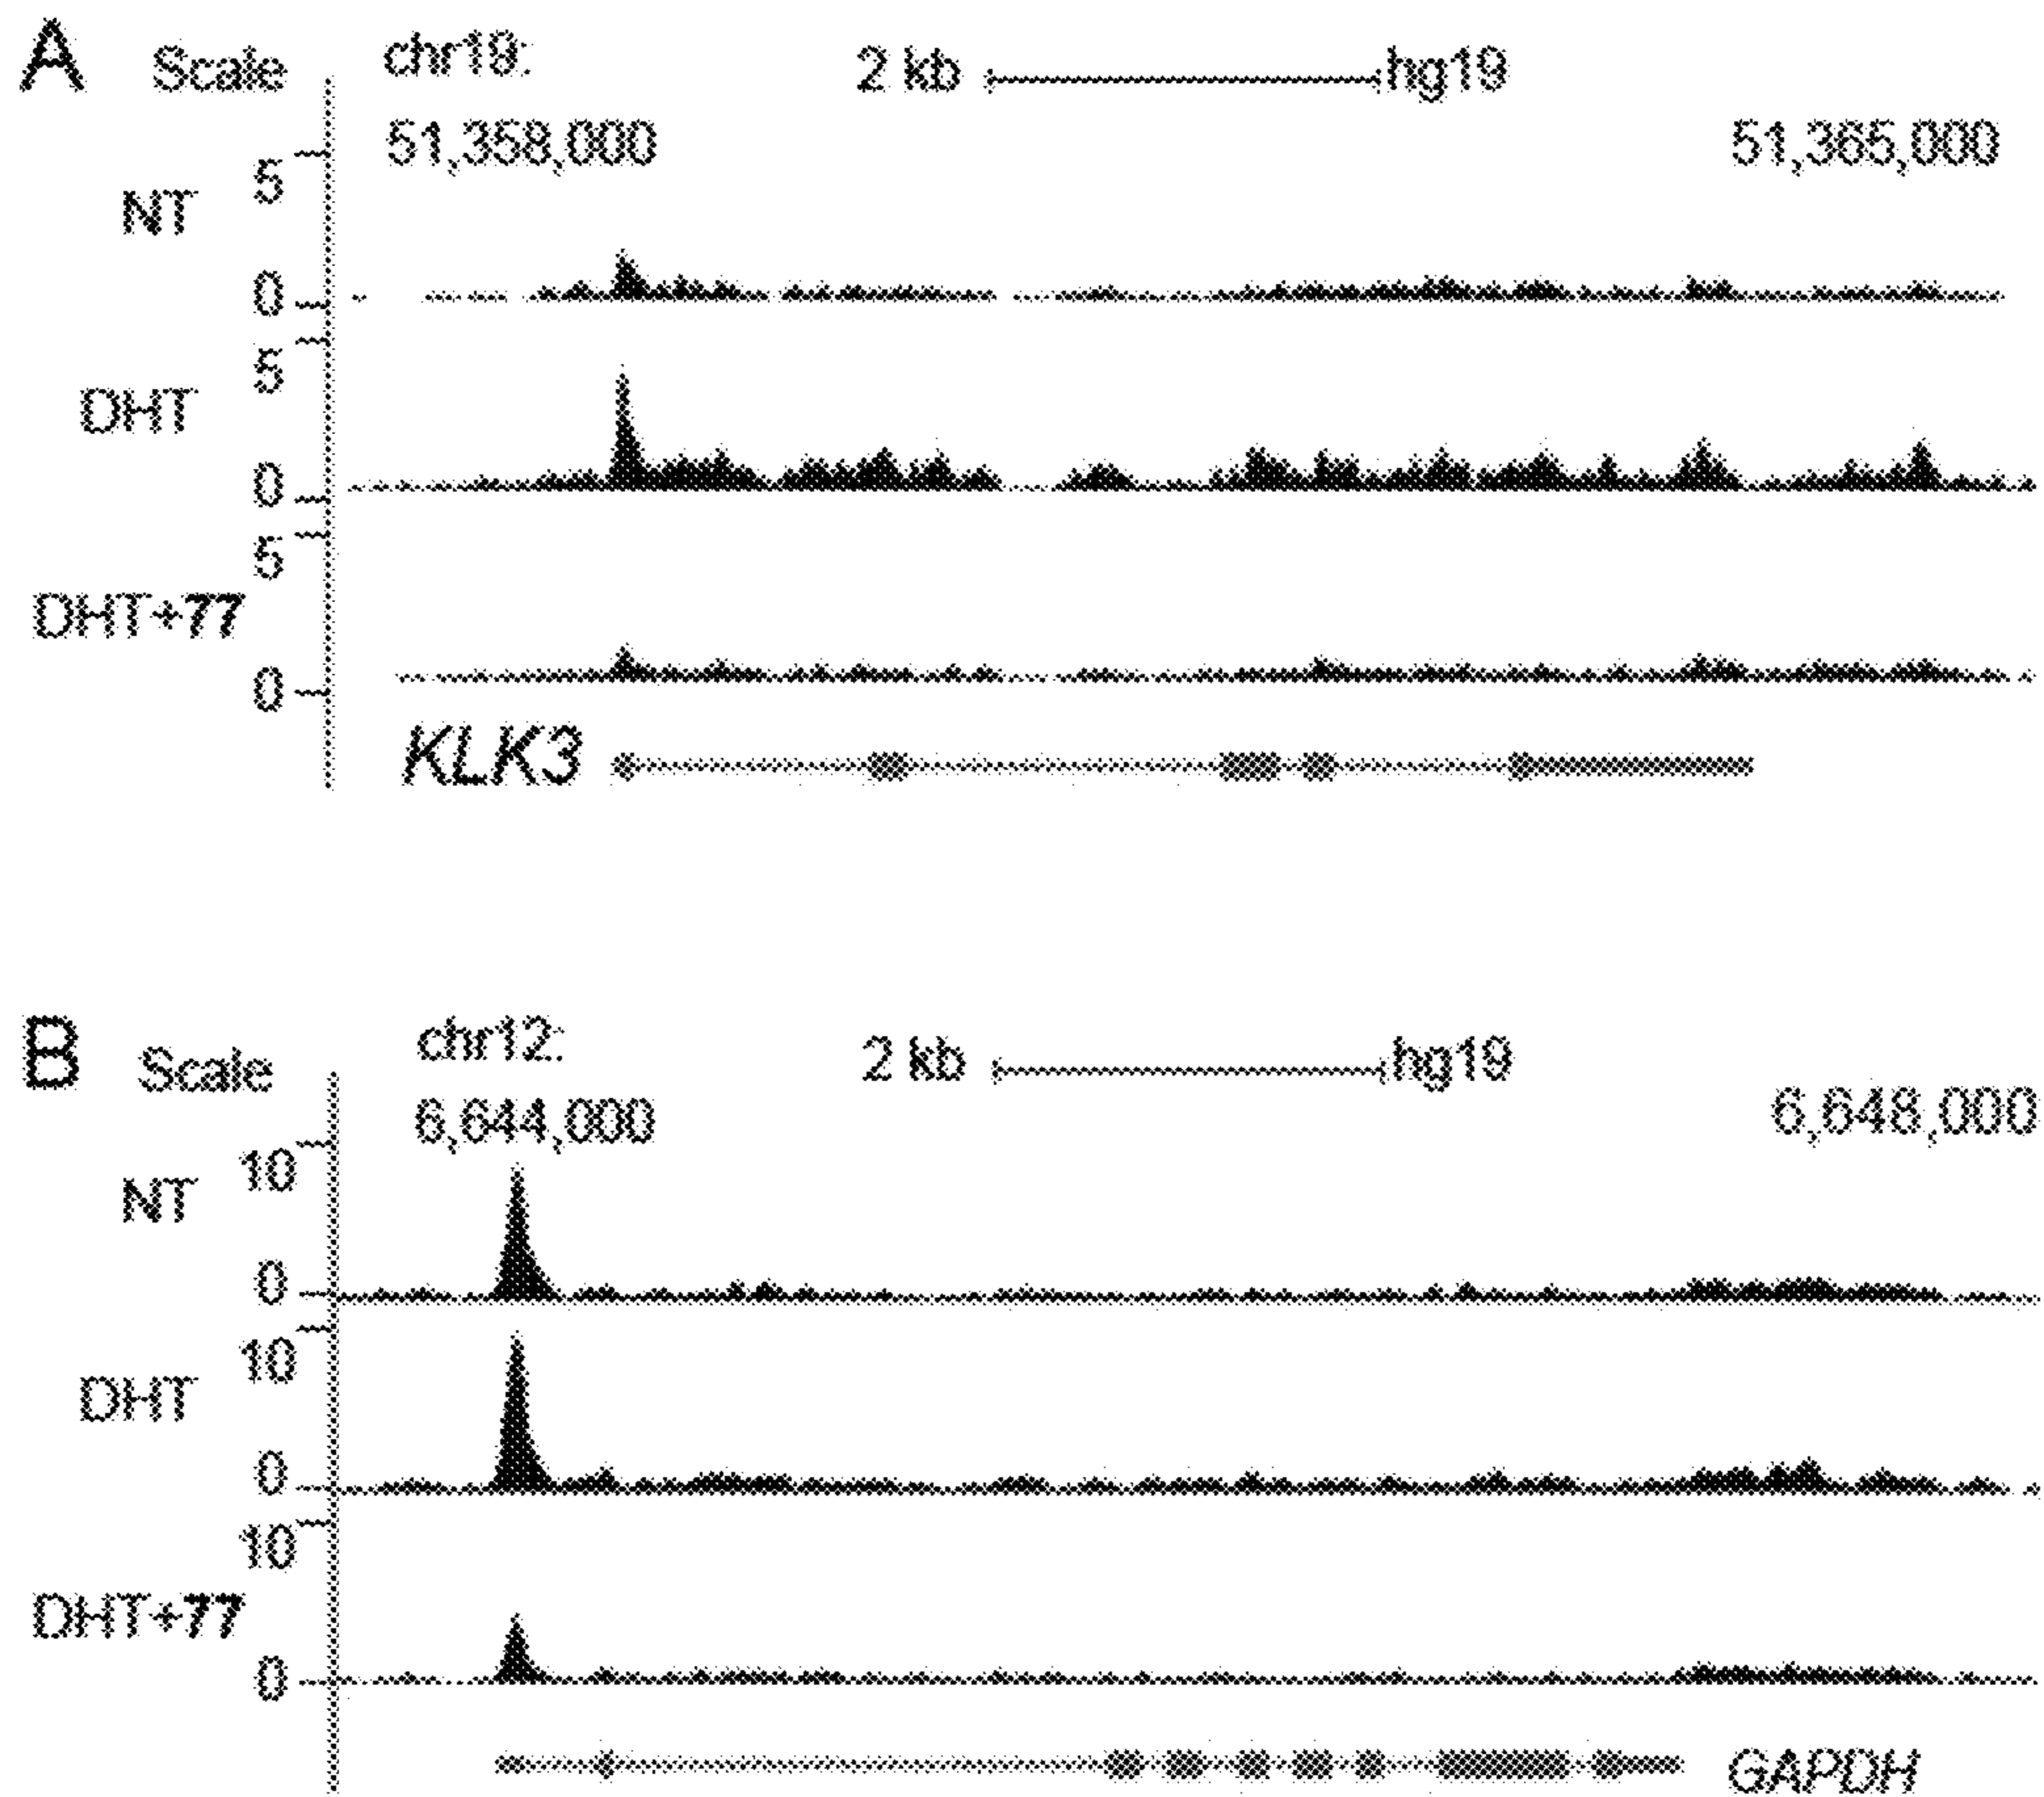 A Scale chr19: 2 kb hg19
51,358,000 51,365,000
5
NT
0
5
DHT
0
5
DHT+77
0
KLK3
B Scale chr12: 2 kb hg19
6,644,000 6,648,000
10
NT
0
10
DHT
0
10
DHT+77
0
GAPDH